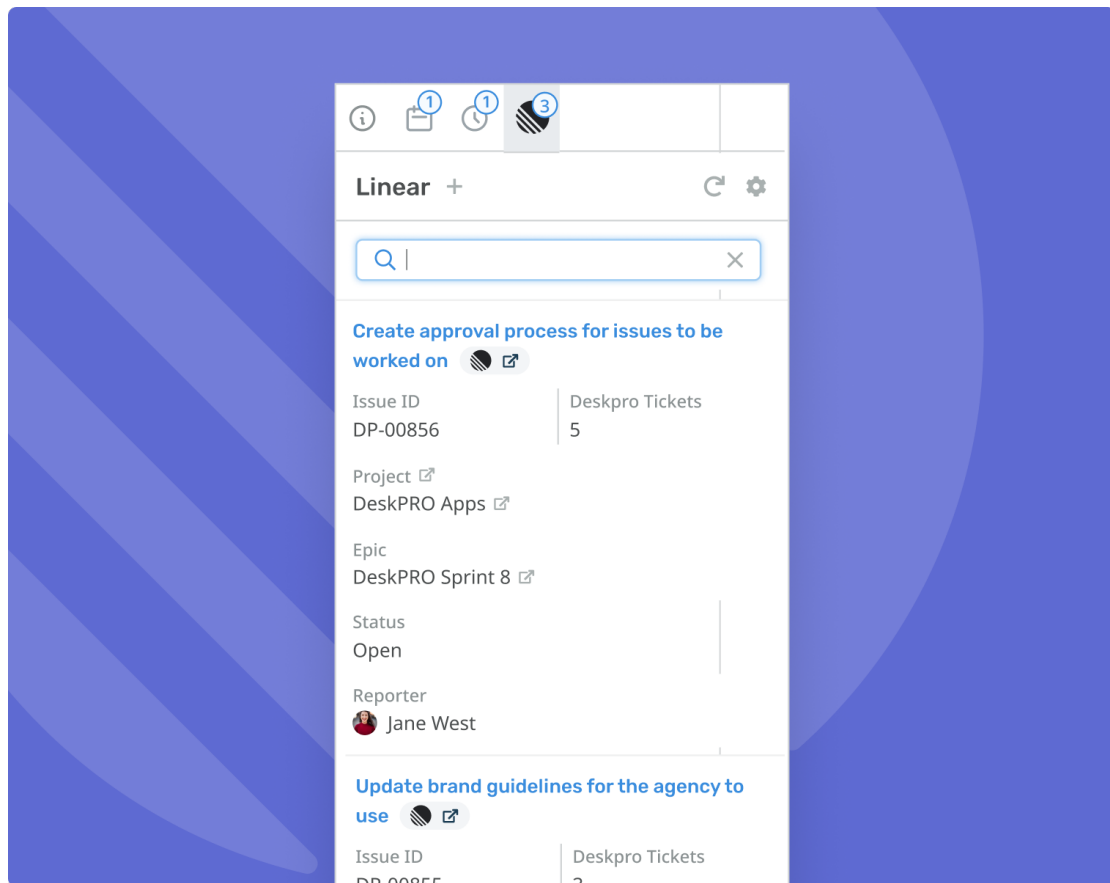 1 1 3
Linear
Create approval process for issues to be
worked on
Issue ID Deskpro Tickets
DP-00856 5
Project
DeskPRO Apps
Epic
DeskPRO Sprint 8
Status
Open
Reporter
Jane West
Update brand guidelines for the agency to
use
Issue ID Deskpro Tickets
DP-00855